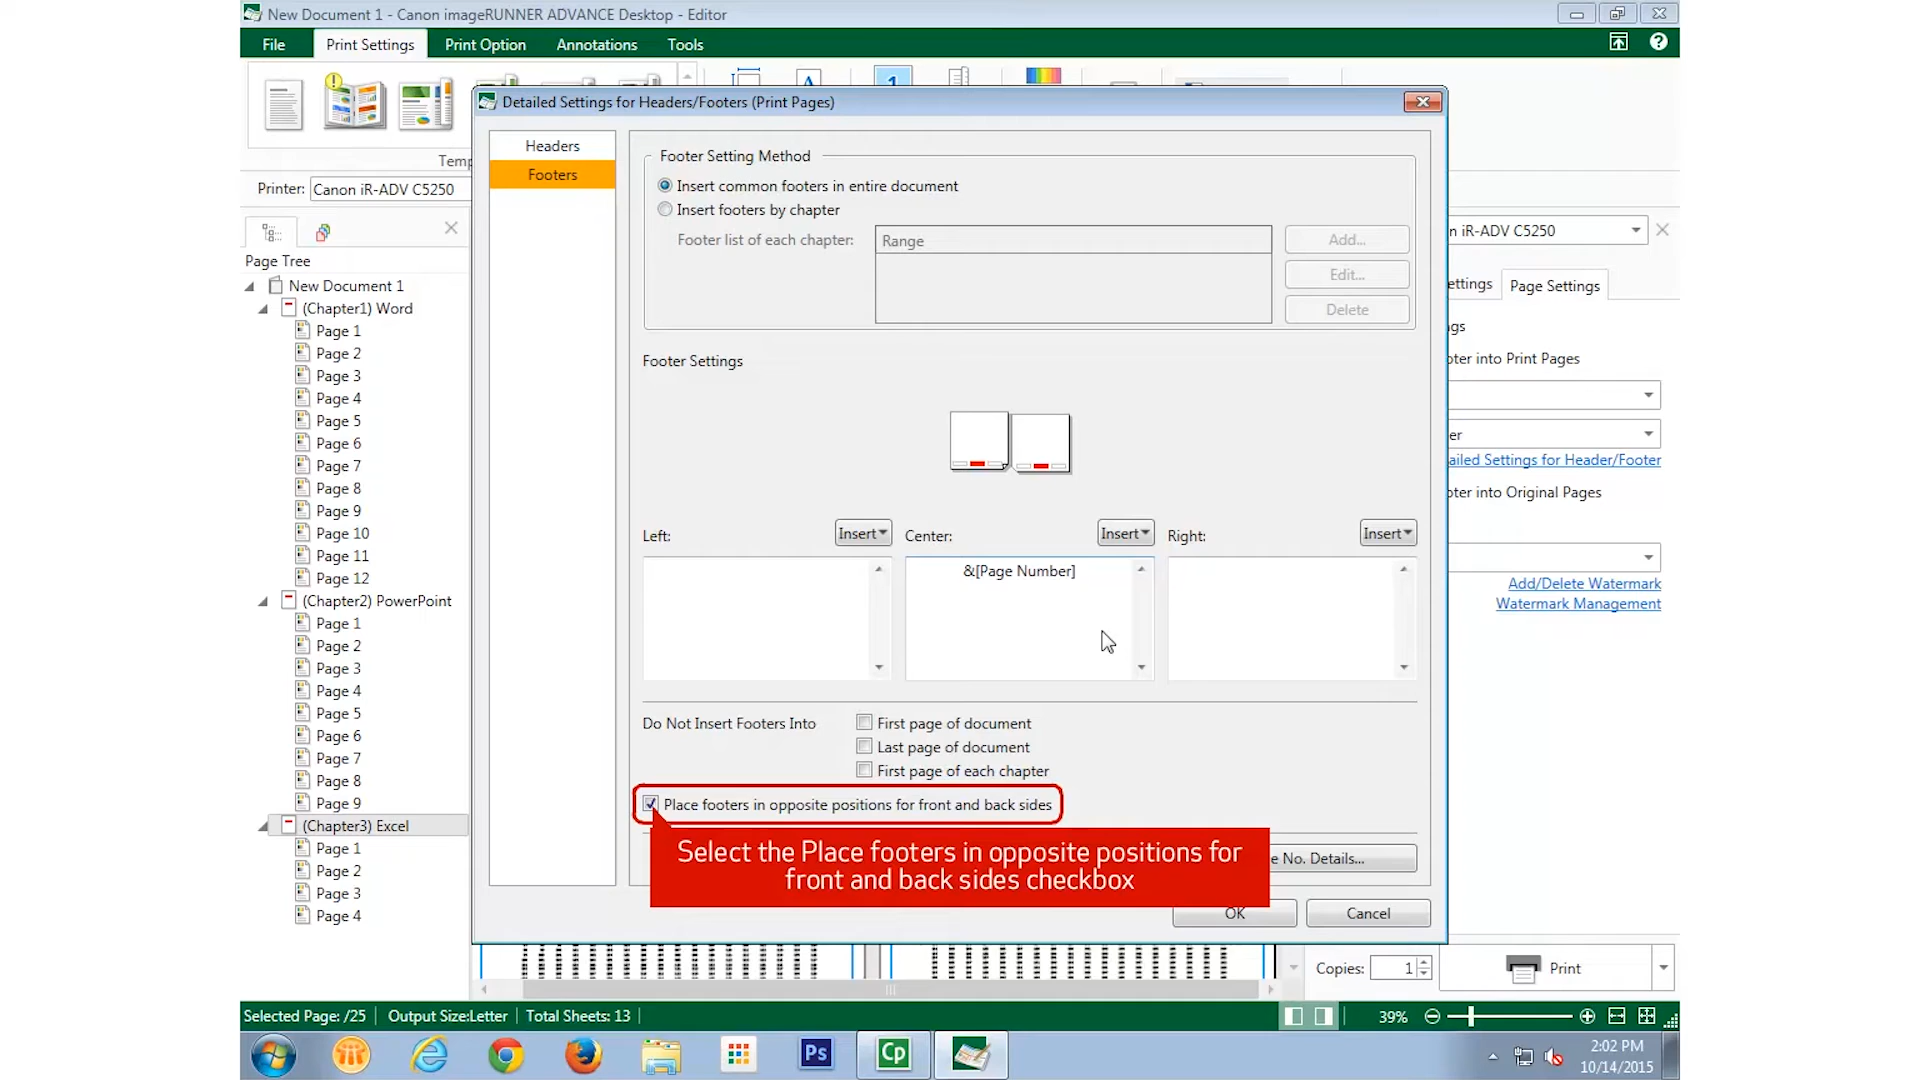 New Document 1 - Canon imageRUNNER ADVANCE Desktop - Editor
File
Print Settings
Print Option
Annotations
Tools
Detailed Settings for Headers/Footers (Print Pages)
Printer:
Canon iR-ADV C5250
Page Tree
New Document 1
(Chapter1) Word
Page 1
Page 2
Page 3
Page 4
Page 5
Page 6
Page 7
Page 8
Page 9
Page 10
Page 11
Page 12
(Chapter2) PowerPoint
Page 1
Page 2
Page 3
Page 4
Page 5
Page 6
Page 7
Page 8
Page 9
(Chapter3) Excel
Page 1
Page 2
Page 3
Page 4
Headers
Footers
Footer Setting Method
Insert common footers in entire document
Insert footers by chapter
Footer list of each chapter:
Range
Add...
Edit...
Delete
Footer Settings
Left:
Insert
Center:
Insert
Right:
Insert
&[Page Number]
Do Not Insert Footers Into
First page of document
Last page of document
First page of each chapter
Place footers in opposite positions for front and back sides
Select the Place footers in opposite positions for
front and back sides checkbox
e No. Details...
OK
Cancel
n iR-ADV C5250
ettings
Page Settings
gs
oter into Print Pages
er
ailed Settings for Header/Footer
oter into Original Pages
Add/Delete Watermark
Watermark Management
Copies:
1
Print
Selected Page: /25
Output Size:Letter
Total Sheets: 13
39%
Ps
Cp
2:02 PM
10/14/2015